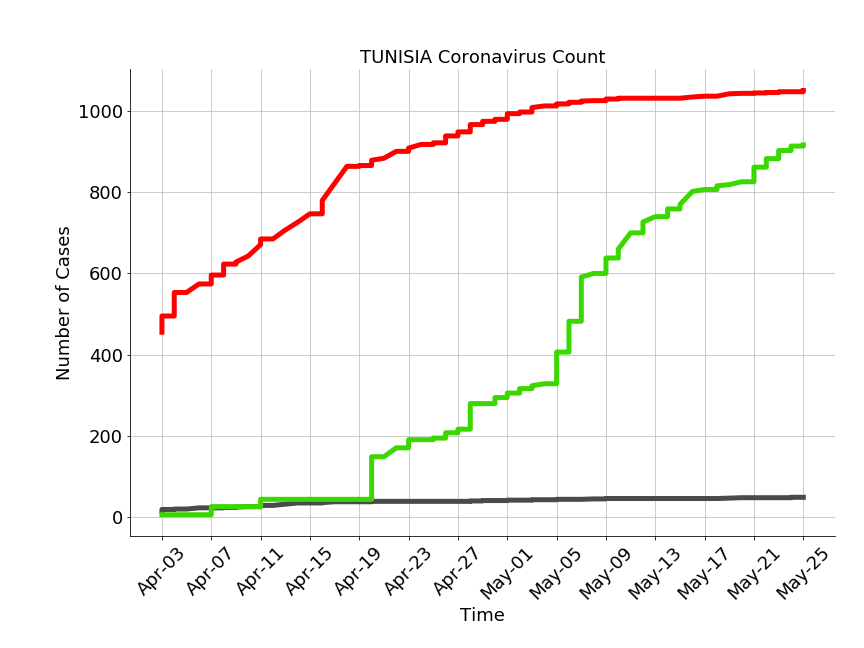 TUNISIA Coronavirus Count
Number of Cases
1000
800
600
400
200
0
Apr-03
Apr-07
Apr-11
Apr-15
Apr-19
Apr-23
Apr-27
May-01
May-05
May-09
May-13
May-17
May-21
May-25
Time